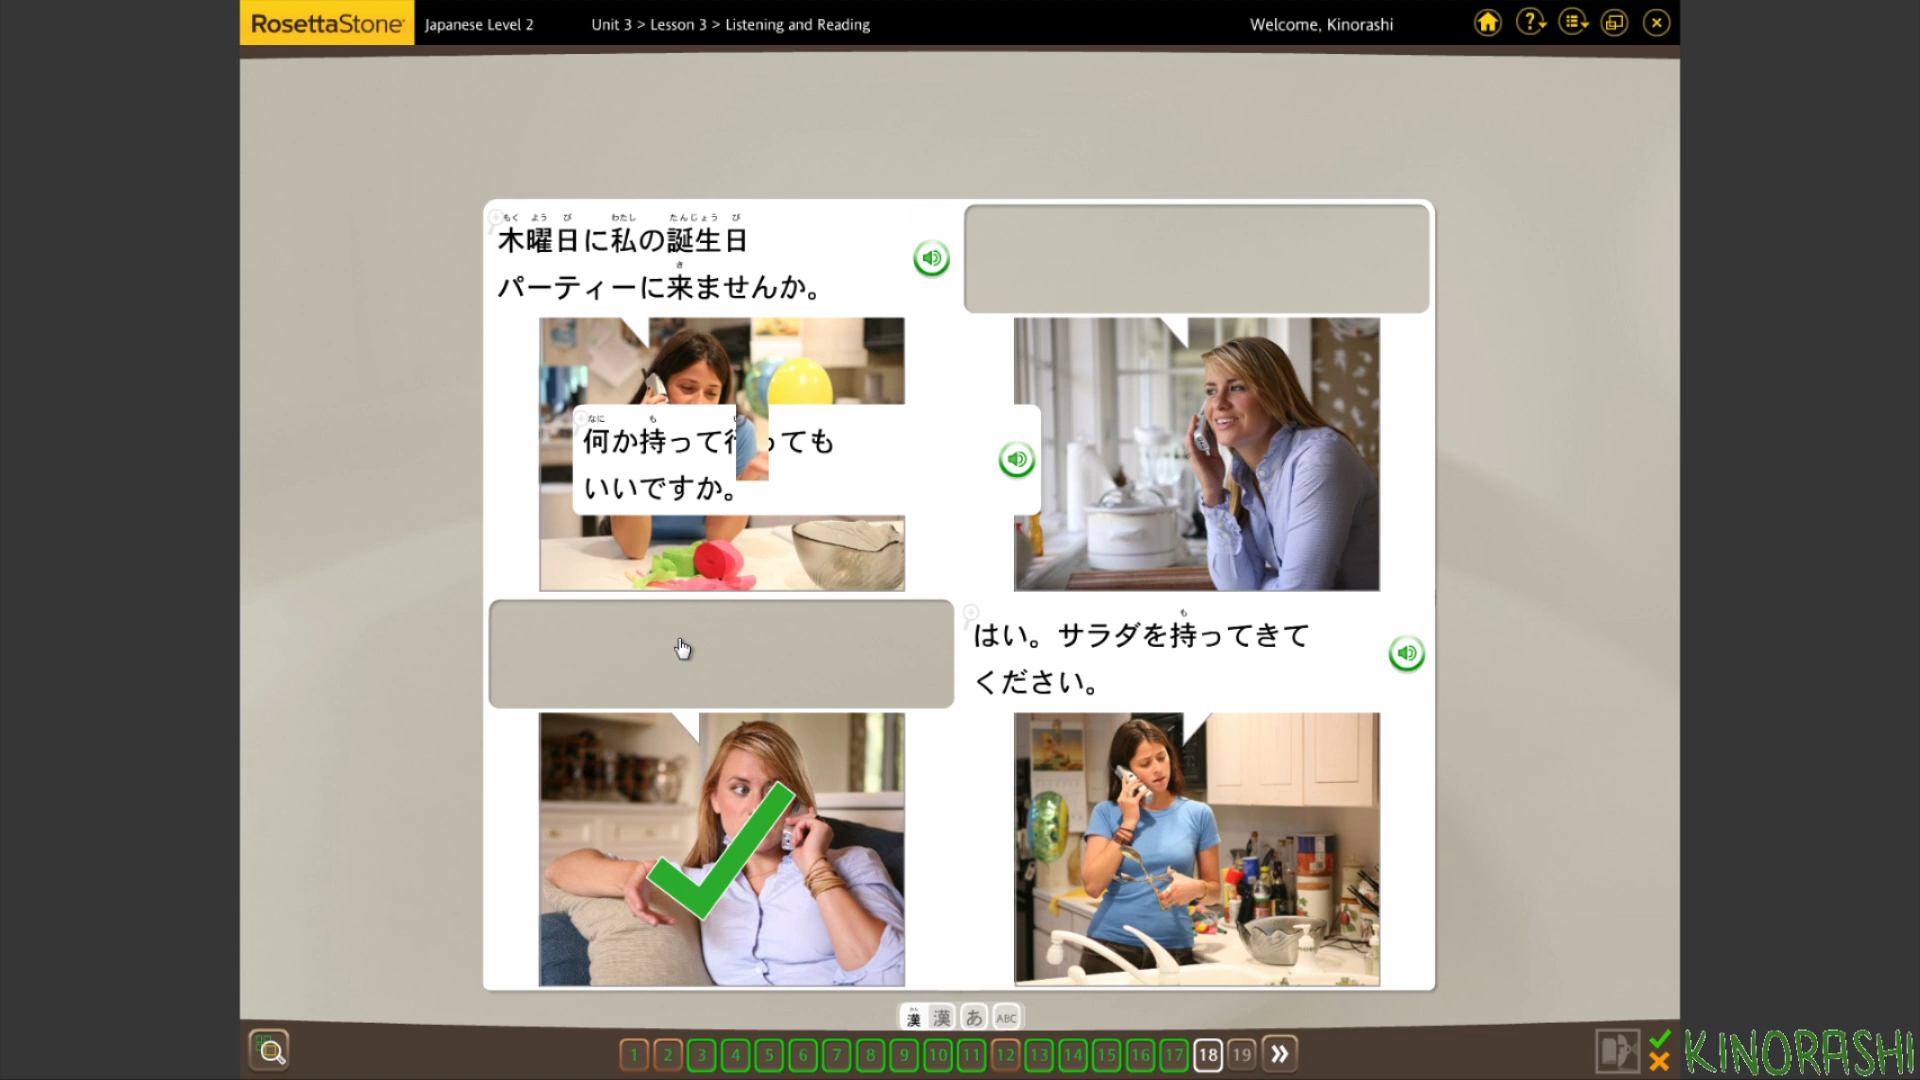 RosettaStone
Japanese Level 2
Unit 3 > Lesson 3 > Listening and Reading
Welcome, Kinorashi
もく よう び わたし たんじょう び
木曜日に私の誕生日
き
パーティーに来ませんか。
なに も
何か持って行っても
いいですか。
も
はい。サラダを持ってきて
ください。
漢 漢 あ ABC
1 2 3 4 5 6 7 8 9 10 11 12 13 14 15 16 17 18 19
KINORASHI